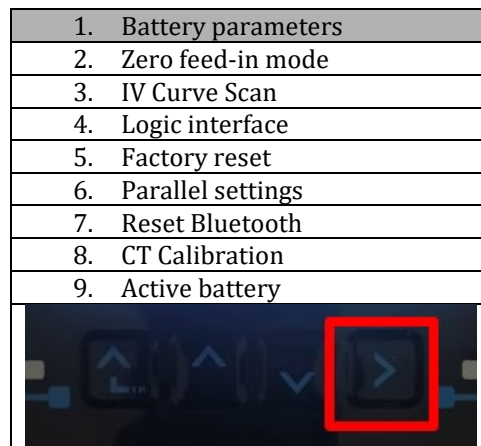 1. Battery parameters
2. Zero feed-in mode
3. IV Curve Scan
4. Logic interface
5. Factory reset
6. Parallel settings
7. Reset Bluetooth
8. CT Calibration
9. Active battery